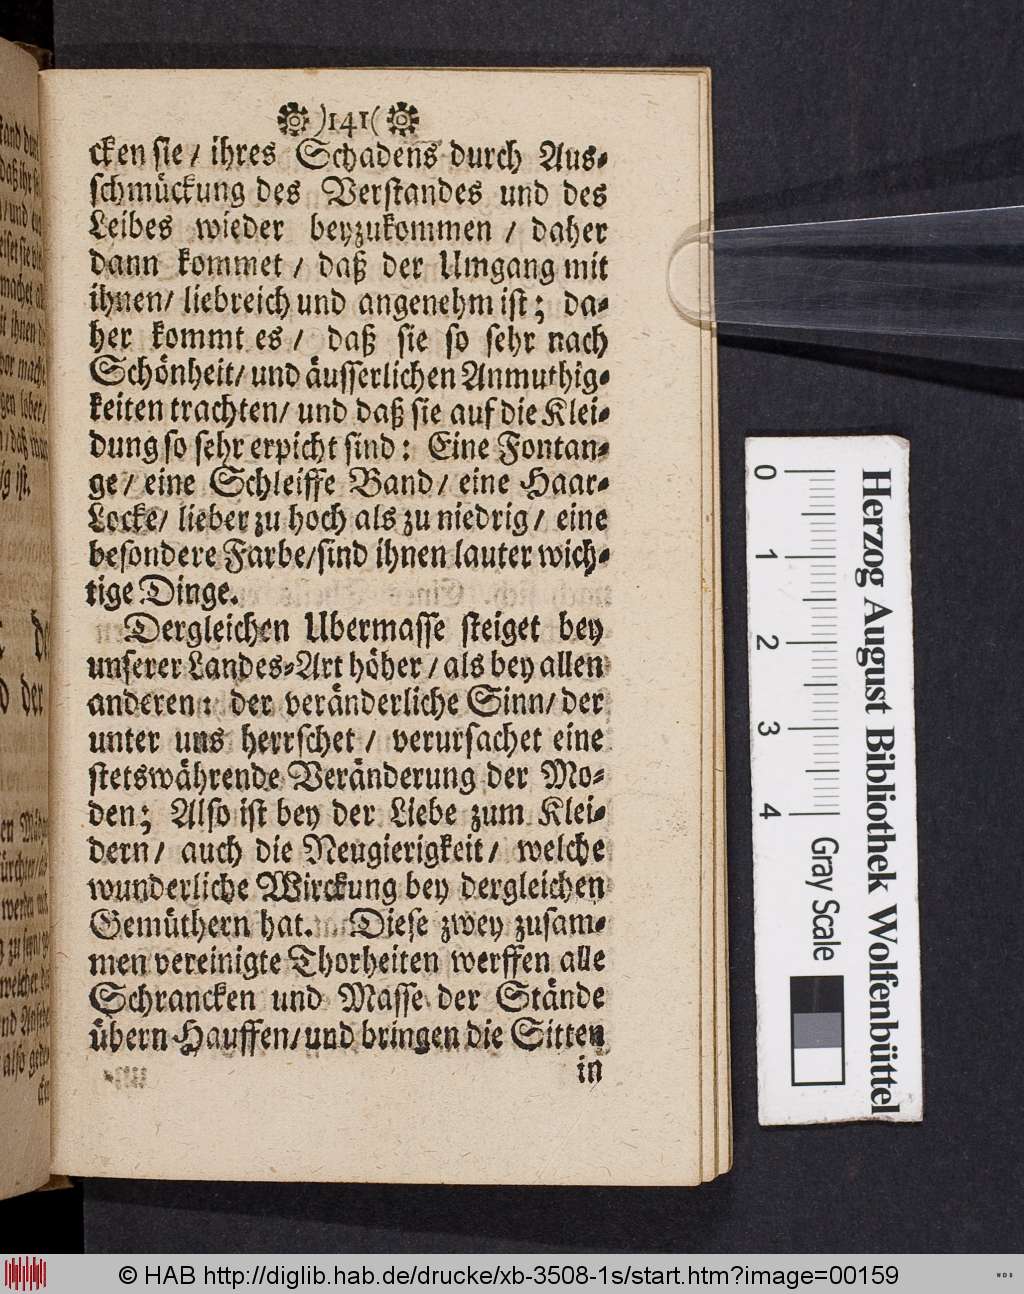 )141(
cken sie / ihres Schadens durch Aus-
schmückung des Verstandes und des
Leibes wieder beyzukommen / daher
dann kommet / daß der Umgang mit
ihnen/ liebreich und angenehm ist; da-
her kommt es / daß sie so sehr nach
Schönheit/ und äusserlichen Anmuthig-
keiten trachten/ und daß sie auf die Klei-
dung so sehr erpicht sind: Eine Fontan-
ge/ eine Schleiffe Band/ eine Haar-
Locke/ lieber zu hoch als zu niedrig/ eine
besondere Farbe/sind ihnen lauter wich-
tige Dinge.
Dergleichen Ubermasse steiget bey
unserer Landes-Art höher / als bey allen
anderen: der veränderliche Sinn/ der
unter uns herrschet / verursachet eine
stetswährende Veränderung der Mo-
den; Also ist bey der Liebe zum Klei-
dern/ auch die Neugierigkeit/ welche
wunderliche Wirckung bey dergleichen
Gemüthern hat. Diese zwey zusam-
men vereinigte Thorheiten werffen alle
Schrancken und Masse der Stände
übern Hauffen/und bringen die Sitten
in
Herzog August Bibliothek Wolfenbüttel
0 1 2 3 4
Gray Scale
© HAB http://diglib.hab.de/drucke/xb-3508-1s/start.htm?image=00159